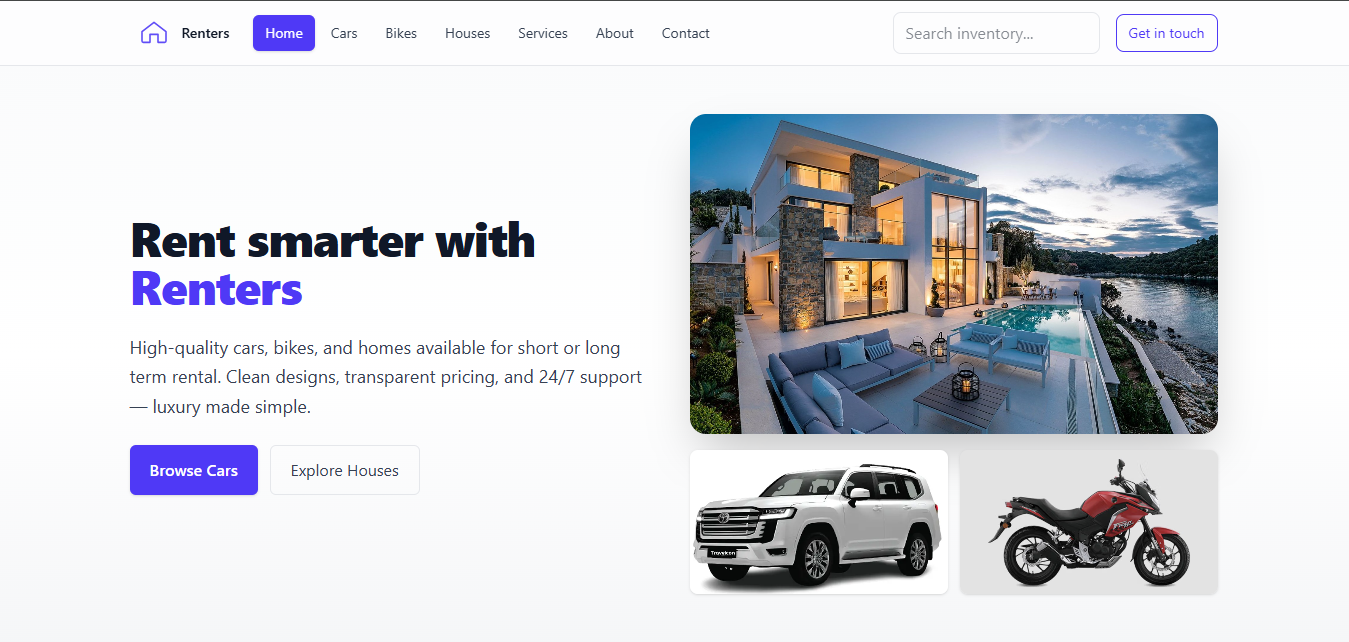 Renters Home Cars Bikes Houses Services About Contact Search inventory... Get in touch
Rent smarter with
Renters
High-quality cars, bikes, and homes available for short or long
term rental. Clean designs, transparent pricing, and 24/7 support
— luxury made simple.
Browse Cars Explore Houses
Travelcon